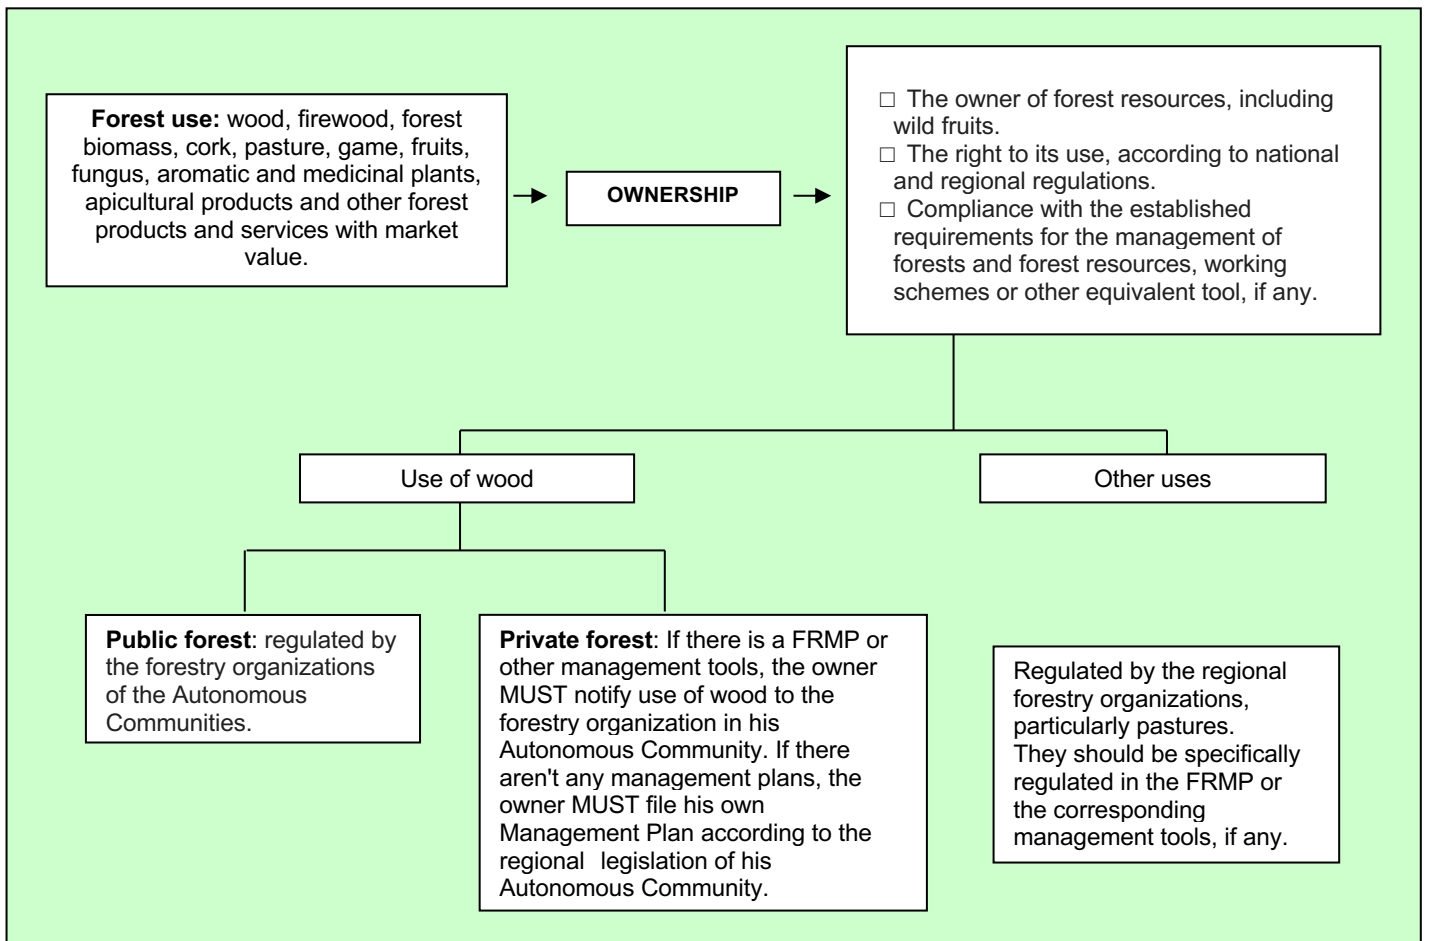 Forest use: wood, firewood, forest
biomass, cork, pasture, game, fruits,
fungus, aromatic and medicinal plants,
apicultural products and other forest
products and services with market
value.
OWNERSHIP
□ The owner of forest resources, including
wild fruits.
□ The right to its use, according to national
and regional regulations.
□ Compliance with the established
requirements for the management of
forests and forest resources, working
schemes or other equivalent tool, if any.
Use of wood
Other uses
Public forest: regulated by
the forestry organizations
of the Autonomous
Communities.
Private forest: If there is a FRMP or
other management tools, the owner
MUST notify use of wood to the
forestry organization in his
Autonomous Community. If there
aren't any management plans, the
owner MUST file his own
Management Plan according to the
regional legislation of his
Autonomous Community.
Regulated by the regional
forestry organizations,
particularly pastures.
They should be specifically
regulated in the FRMP or
the corresponding
management tools, if any.